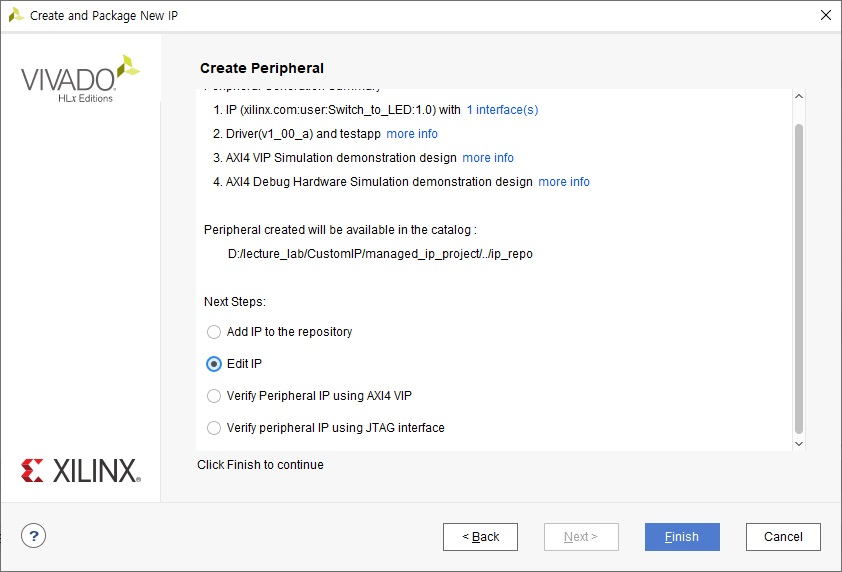 Create and Package New IP
VIVADO
HLx Editions
Create Peripheral
Peripheral Generation Summary
1. IP (xilinx.com:user:Switch_to_LED:1.0) with 1 interface(s)
2. Driver(v1_00_a) and testapp more info
3. AXI4 VIP Simulation demonstration design more info
4. AXI4 Debug Hardware Simulation demonstration design more info
Peripheral created will be available in the catalog :
D:/lecture_lab/CustomIP/managed_ip_project/../ip_repo
Next Steps:
Add IP to the repository
Edit IP
Verify Peripheral IP using AXI4 VIP
Verify peripheral IP using JTAG interface
Click Finish to continue
XILINX
?
< Back
Next >
Finish
Cancel